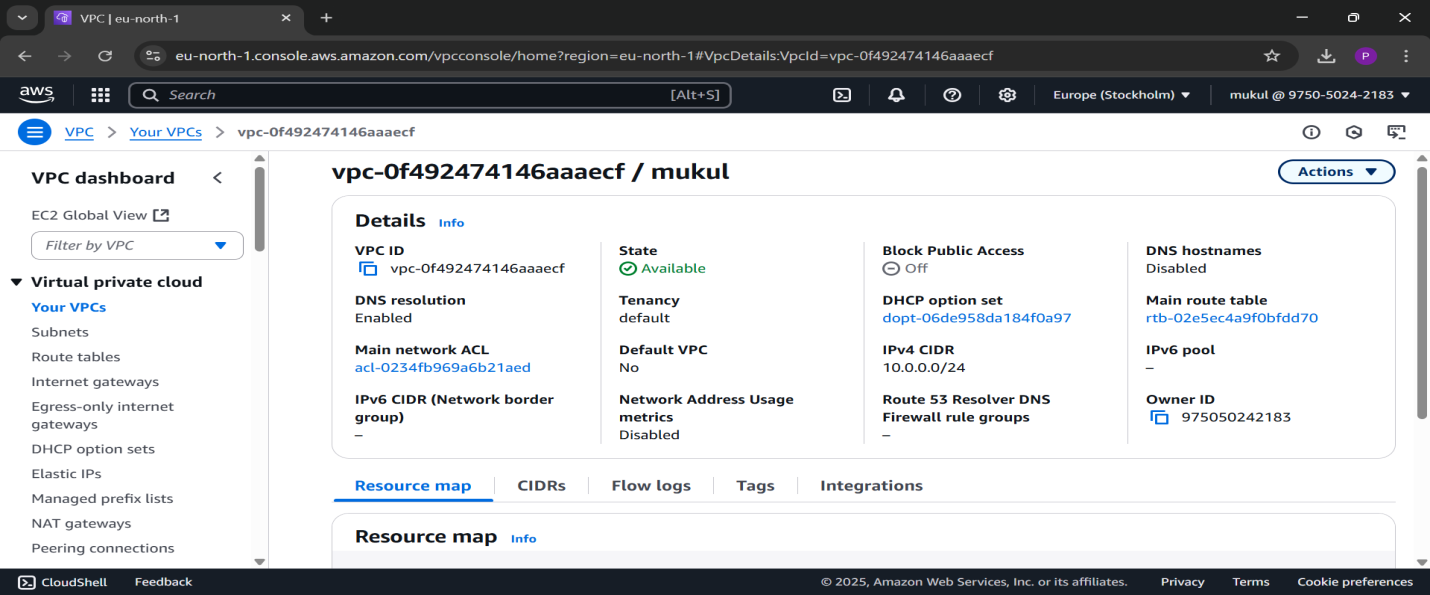 VPC | eu-north-1
eu-north-1.console.aws.amazon.com/vpcconsole/home?region=eu-north-1#VpcDetails:VpcId=vpc-0f492474146aaaecf
P
aws
Search
[Alt+S]
Europe (Stockholm)
mukul @ 9750-5024-2183
VPC > Your VPCs > vpc-0f492474146aaaecf
VPC dashboard
EC2 Global View
Filter by VPC
Virtual private cloud
Your VPCs
Subnets
Route tables
Internet gateways
Egress-only internet
gateways
DHCP option sets
Elastic IPs
Managed prefix lists
NAT gateways
Peering connections
vpc-0f492474146aaaecf / mukul
Actions
Details Info
VPC ID
vpc-0f492474146aaaecf
State
Available
Block Public Access
Off
DNS hostnames
Disabled
DNS resolution
Enabled
Tenancy
default
DHCP option set
dopt-06de958da184f0a97
Main route table
rtb-02e5ec4a9f0bfdd70
Main network ACL
acl-0234fb969a6b21aed
Default VPC
No
IPv4 CIDR
10.0.0.0/24
IPv6 pool
–
IPv6 CIDR (Network border
group)
–
Network Address Usage
metrics
Disabled
Route 53 Resolver DNS
Firewall rule groups
–
Owner ID
975050242183
Resource map
CIDRs
Flow logs
Tags
Integrations
Resource map Info
CloudShell
Feedback
© 2025, Amazon Web Services, Inc. or its affiliates.
Privacy
Terms
Cookie preferences